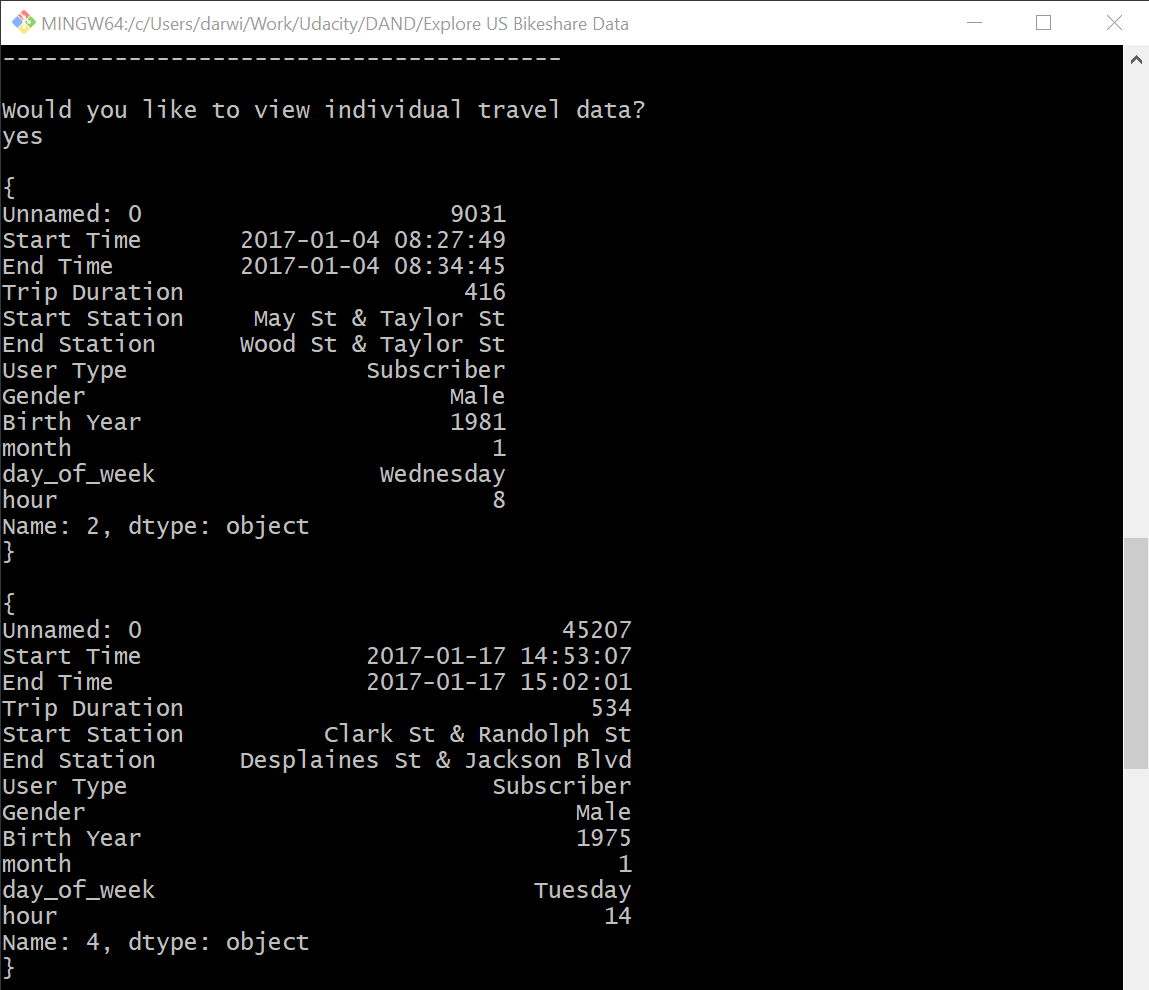 MINGW64:/c/Users/darwi/Work/Udacity/DAND/Explore US Bikeshare Data
----------------------------------------
Would you like to view individual travel data?
yes
{
Unnamed: 0                      9031
Start Time       2017-01-04 08:27:49
End Time         2017-01-04 08:34:45
Trip Duration                    416
Start Station     May St & Taylor St
End Station      Wood St & Taylor St
User Type                 Subscriber
Gender                          Male
Birth Year                      1981
month                              1
day_of_week                Wednesday
hour                               8
Name: 2, dtype: object
}
{
Unnamed: 0                              45207
Start Time                2017-01-17 14:53:07
End Time                  2017-01-17 15:02:01
Trip Duration                             534
Start Station          Clark St & Randolph St
End Station      Desplaines St & Jackson Blvd
User Type                          Subscriber
Gender                                   Male
Birth Year                               1975
month                                       1
day_of_week                           Tuesday
hour                                       14
Name: 4, dtype: object
}